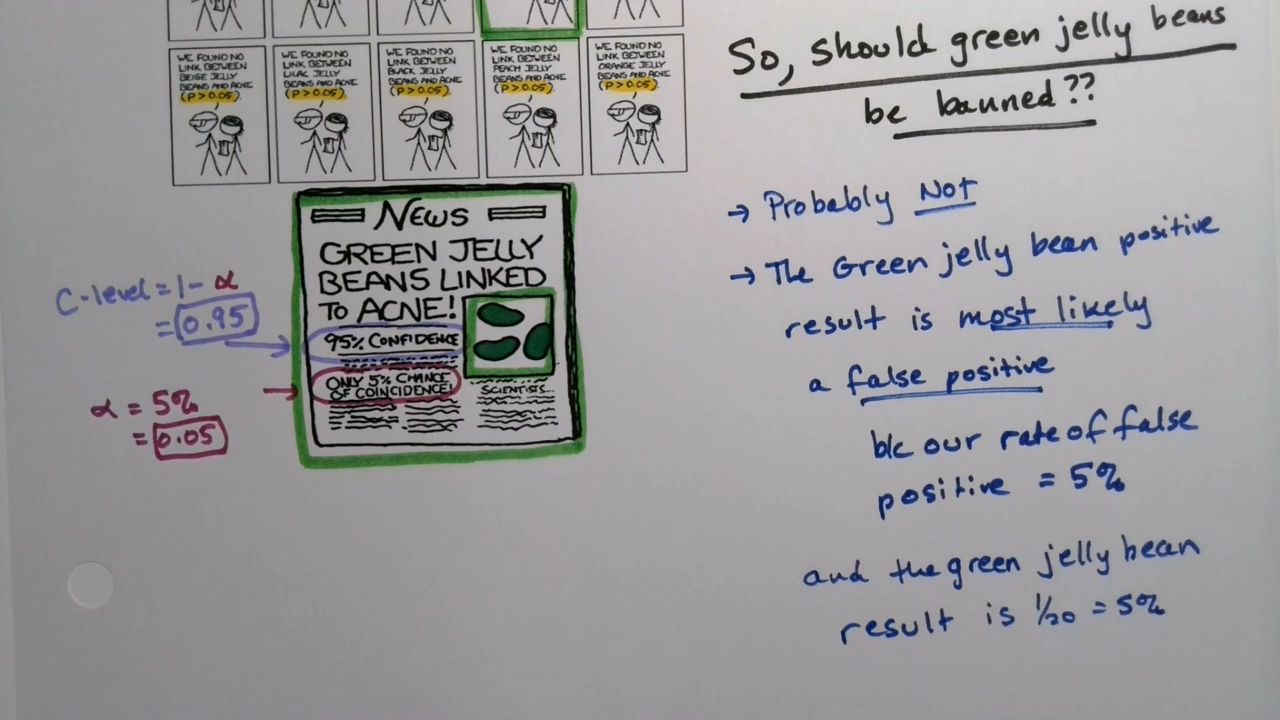 So, should green jelly beans
be banned??
WE FOUND NO
LINK BETWEEN
BEIGE JELLY
BEANS AND ACNE
(P > 0.05).
WE FOUND NO
LINK BETWEEN
LILAC JELLY
BEANS AND ACNE
(P > 0.05).
WE FOUND NO
LINK BETWEEN
BLACK JELLY
BEANS AND ACNE
(P > 0.05).
WE FOUND NO
LINK BETWEEN
PEACH JELLY
BEANS AND ACNE
(P > 0.05).
WE FOUND NO
LINK BETWEEN
ORANGE JELLY
BEANS AND ACNE
(P > 0.05).
NEWS
GREEN JELLY
BEANS LINKED
TO ACNE!
95% CONFIDENCE
ONLY 5% CHANCE
OF COINCIDENCE!
SCIENTISTS...
C-level = 1 - α
= 0.95
α = 5%
= 0.05
→ Probably Not
→ The Green jelly bean positive
result is most likely
a false positive
b/c our rate of false
positive = 5%
and the green jelly bean
result is 1/20 = 5%